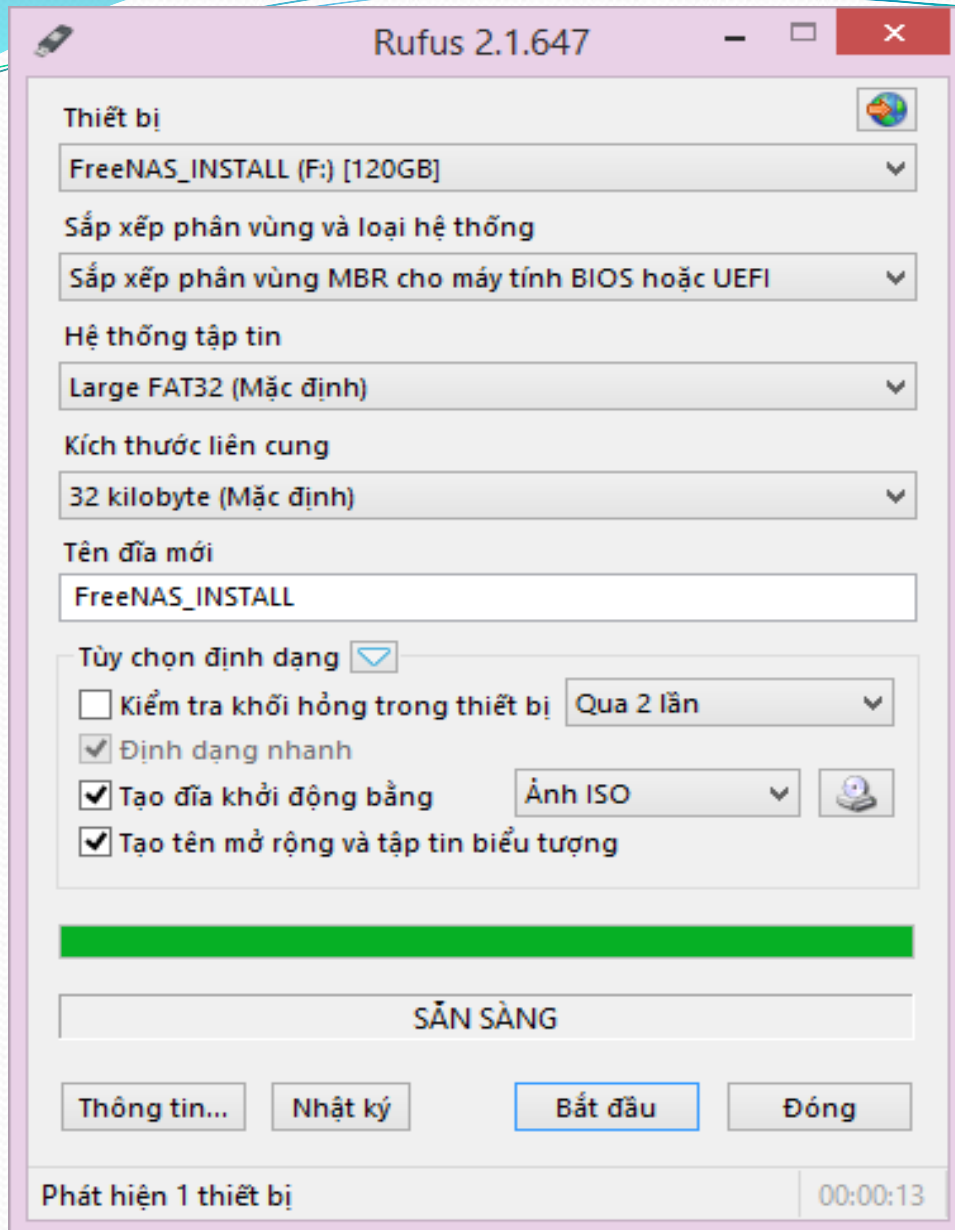 Rufus 2.1.647
Thiết bị
FreeNAS_INSTALL (F:) [120GB]
Sắp xếp phân vùng và loại hệ thống
Sắp xếp phân vùng MBR cho máy tính BIOS hoặc UEFI
Hệ thống tập tin
Large FAT32 (Mặc định)
Kích thước liên cung
32 kilobyte (Mặc định)
Tên đĩa mới
FreeNAS_INSTALL
Tùy chọn định dạng
Kiểm tra khối hỏng trong thiết bị Qua 2 lần
Định dạng nhanh
Tạo đĩa khởi động bằng Ảnh ISO
Tạo tên mở rộng và tập tin biểu tượng
SẴN SÀNG
Thông tin... Nhật ký Bắt đầu Đóng
Phát hiện 1 thiết bị 00:00:13